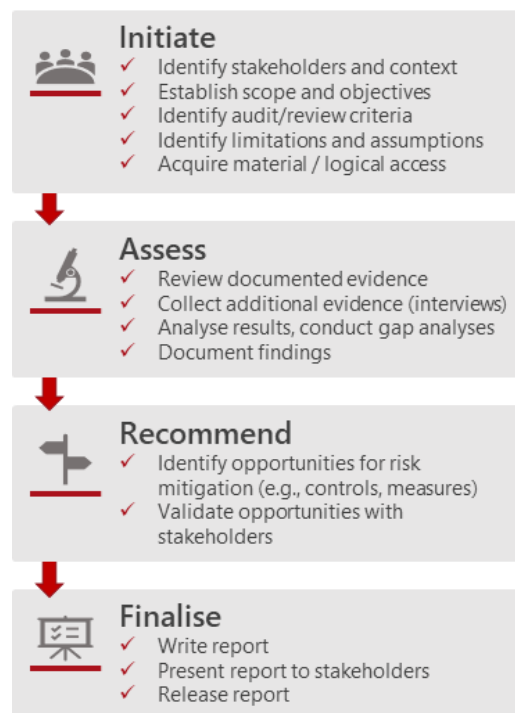 Initiate
✓ Identify stakeholders and context
✓ Establish scope and objectives
✓ Identify audit/review criteria
✓ Identify limitations and assumptions
✓ Acquire material / logical access
Assess
✓ Review documented evidence
✓ Collect additional evidence (interviews)
✓ Analyse results, conduct gap analyses
✓ Document findings
Recommend
✓ Identify opportunities for risk
mitigation (e.g., controls, measures)
✓ Validate opportunities with
stakeholders
Finalise
✓ Write report
✓ Present report to stakeholders
✓ Release report